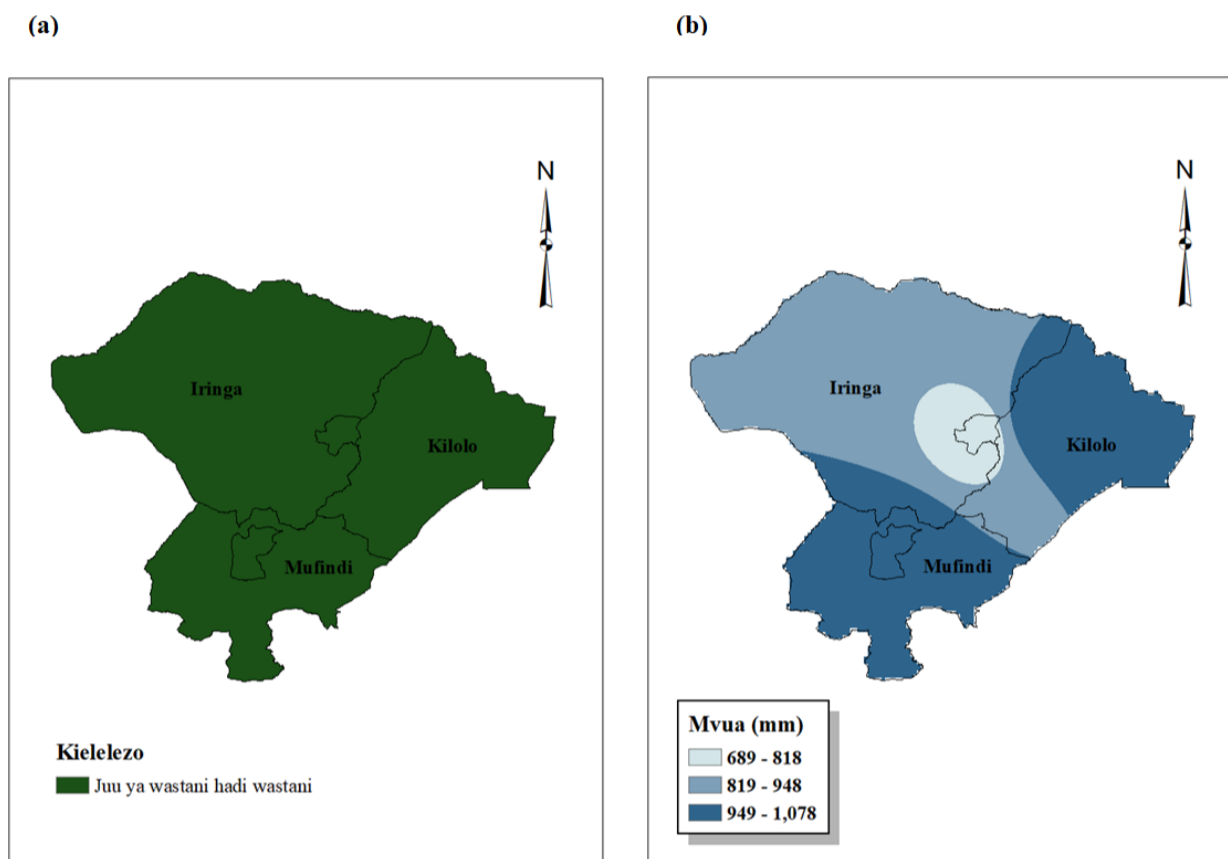 (a)
N
Iringa
Kilolo
Mufindi
Kielelezo
Juu ya wastani hadi wastani
(b)
N
Iringa
Kilolo
Mufindi
Mvua (mm)
689 - 818
819 - 948
949 - 1,078